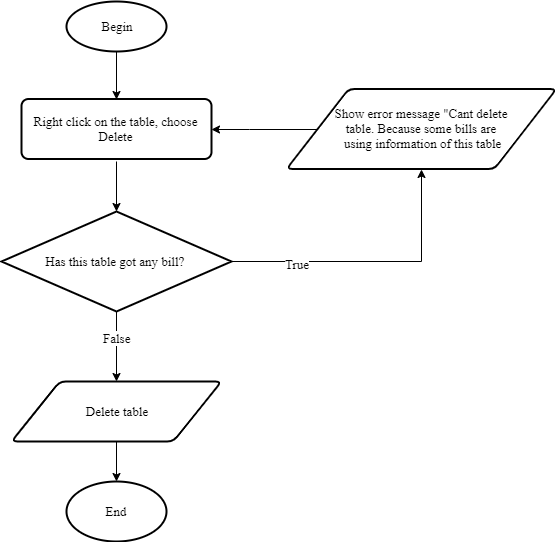 Begin
Right click on the table, choose
Delete
Show error message "Cant delete
table. Because some bills are
using information of this table
Has this table got any bill?
True
False
Delete table
End